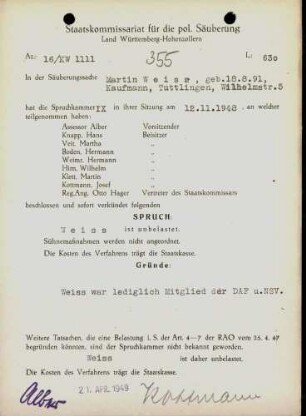 Staatskommissariat für die pol. Säuberung
Land Württemberg-Hohenzollern
Az: 16/KW 1111 355 L: 630
In der Säuberungssache Martin Weiss, geb.18.8.91,
Kaufmann, Tuttlingen, Wilhelmstr.5
hat die Spruchkammer IX in ihrer Sitzung am 12.11.1948 an welcher
teilgenommen haben:
Assessor Alber Vorsitzender
Knapp, Hans Beisitzer
Veit, Martha "
Boden, Hermann "
Weimr, Hermann "
Hirn, Wilhelm "
Klett, Martin "
Kottmann, Josef "
Reg.Ang. Otto Hager Vertreter des Staatskommissars
beschlossen und sofort verkündet folgenden
SPRUCH:
Weiss ist unbelastet.
Sühnemaßnahmen werden nicht angeordnet.
Die Kosten des Verfahrens trägt die Staatskasse.
Gründe:
Weiss war lediglich Mitglied der DAF u.NSV.
Weitere Tatsachen, die eine Belastung i. S. der Art. 4—7 der RAO vom 25. 4. 47
begründen könnten, sind der Spruchkammer nicht bekannt geworden.
Weiss ist daher unbelastet.
Die Kosten des Verfahrens trägt die Staatskasse.
Alber 21. APR. 1949 Kottmann